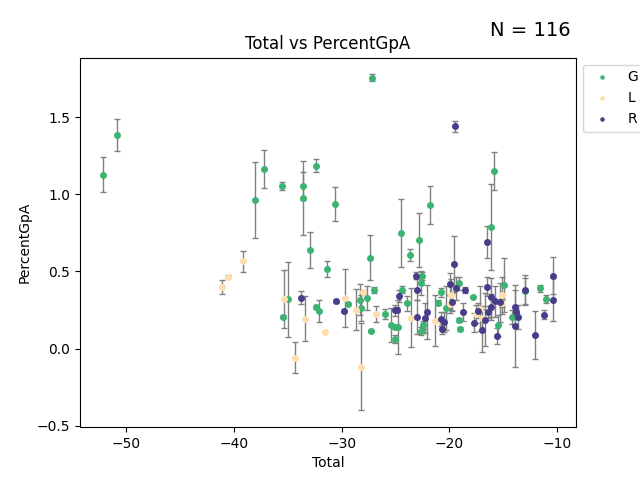 N = 116
Total vs PercentGpA
G
L
R
1.5
1.0
0.5
0.0
−0.5
PercentGpA
−50
−40
−30
−20
−10
Total